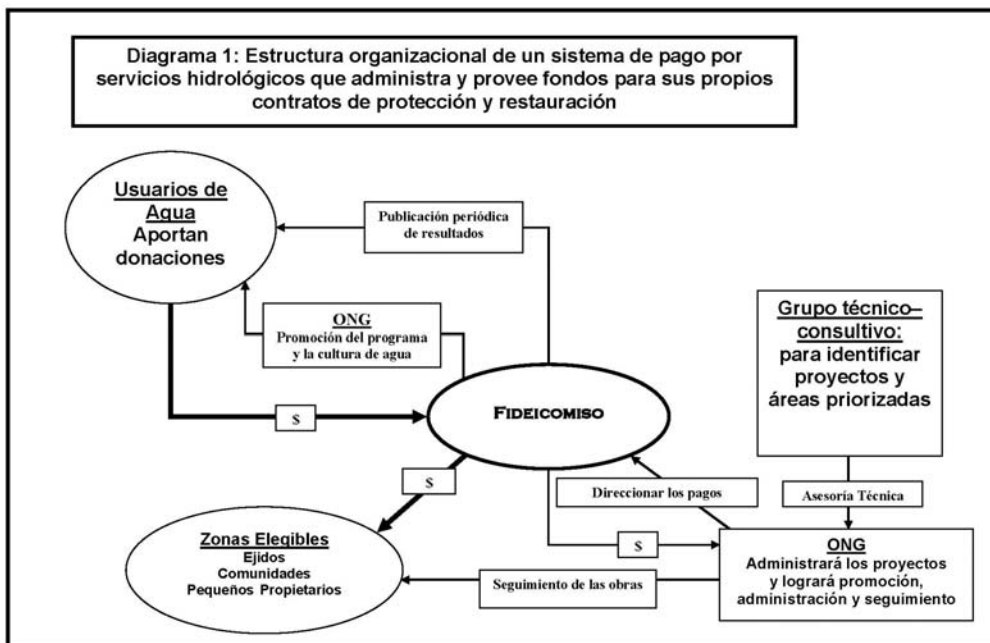 Diagrama 1: Estructura organizacional de un sistema de pago por
servicios hidrológicos que administra y provee fondos para sus propios
contratos de protección y restauración
Usuarios de
Agua
Aportan
donaciones
Publicación periódica
de resultados
ONG
Promoción del programa
y la cultura de agua
$
FIDEICOMISO
Grupo técnico–
consultivo:
para identificar
proyectos y
áreas priorizadas
$
Direccionar los pagos
Asesoría Técnica
Zonas Elegibles
Ejidos
Comunidades
Pequeños Propietarios
$
Seguimiento de las obras
ONG
Administrará los proyectos
y logrará promoción,
administración y seguimiento